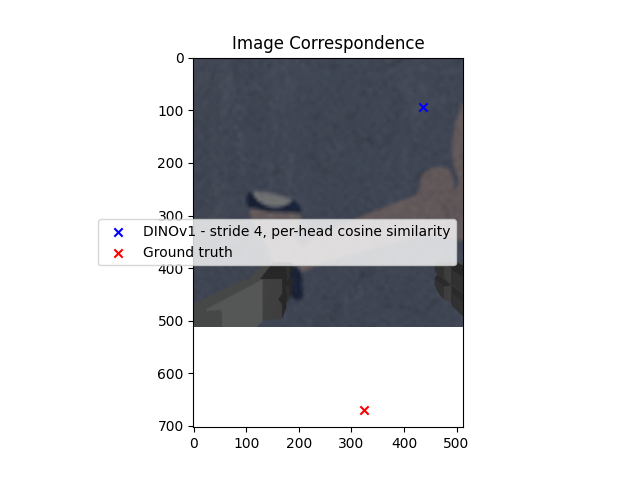 Image Correspondence
0
100
200
300
400
500
600
700
DINOv1 - stride 4, per-head cosine similarity
Ground truth
0 100 200 300 400 500